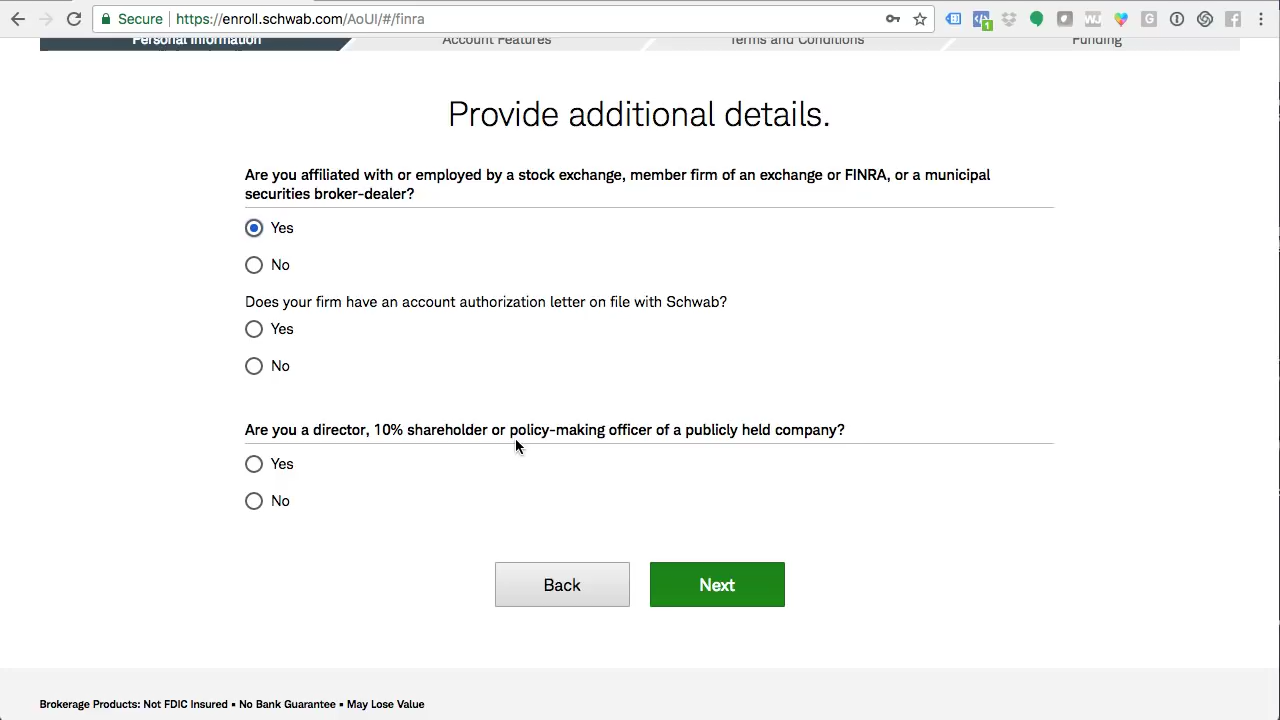 Secure https://enroll.schwab.com/AoUI/#/finra
Personal Information Account Features Terms and Conditions Funding
Provide additional details.
Are you affiliated with or employed by a stock exchange, member firm of an exchange or FINRA, or a municipal
securities broker-dealer?
Yes
No
Does your firm have an account authorization letter on file with Schwab?
Yes
No
Are you a director, 10% shareholder or policy-making officer of a publicly held company?
Yes
No
Back Next
Brokerage Products: Not FDIC Insured ▪ No Bank Guarantee ▪ May Lose Value